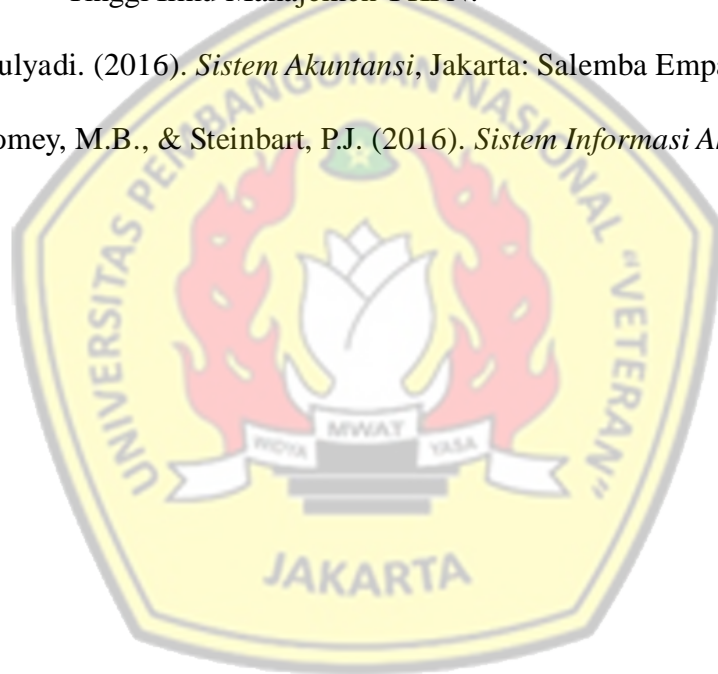 Tinggi Ilmu Manajemen
ulyadi. (2016). Sistem Akuntansi, Jakarta: Salemba Empa
omey, M.B., & Steinbart, P.J. (2016). Sistem Informasi A
UNIVERSITAS PEMBANGUNAN NASIONAL "VETERAN"
WIDYA MWAT YASA
JAKARTA